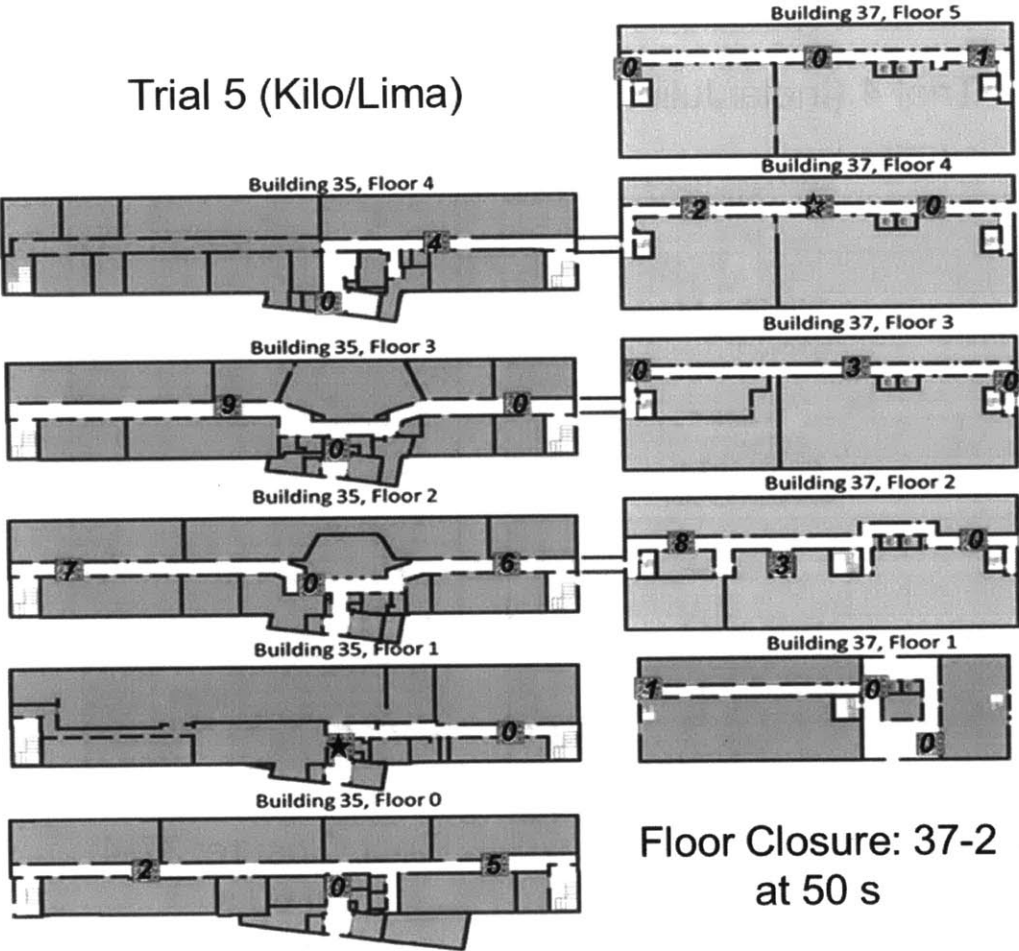 Building 37, Floor 5
0 0 1
Trial 5 (Kilo/Lima)
Building 37, Floor 4
2 0
Building 35, Floor 4
4
0
Building 37, Floor 3
0 3 0
Building 35, Floor 3
9 0
0
Building 37, Floor 2
8 3 0
Building 35, Floor 2
7 0 6
Building 37, Floor 1
1 0
0
Building 35, Floor 1
0
Building 35, Floor 0
2 0 5
Floor Closure: 37-2
at 50 s